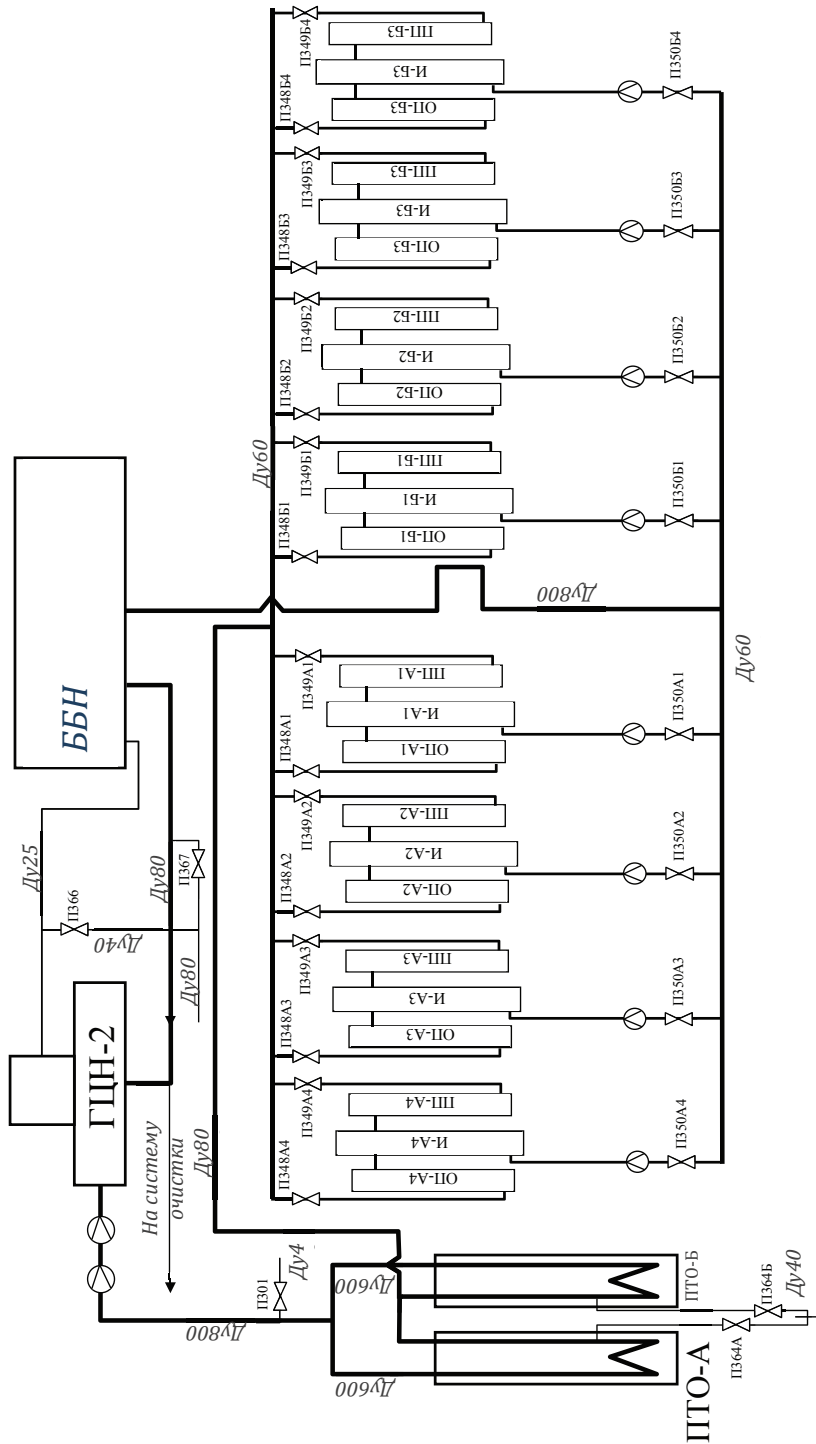 ББН
ГЦН-2
Ду25
П366
Ду40
Ду80
П367
Ду80
На систему
очистки
Ду80
Ду4
П301
Ду800
Ду600
Ду600
ПТО-Б
ПТО-А
П364Б
П364А
Ду40
Ду60
Ду800
Ду60
П348А4
П349А4
ОП-А4
И-А4
ПП-А4
П350А4
П348А3
П349А3
ОП-А3
И-А3
ПП-А3
П350А3
П348А2
П349А2
ОП-А2
И-А2
ПП-А2
П350А2
П348А1
П349А1
ОП-А1
И-А1
ПП-А1
П350А1
П348Б1
П349Б1
ОП-Б1
И-Б1
ПП-Б1
П350Б1
П348Б2
П349Б2
ОП-Б2
И-Б2
ПП-Б2
П350Б2
П348Б3
П349Б3
ОП-Б3
И-Б3
ПП-Б3
П350Б3
П348Б4
П349Б4
ОП-Б3
И-Б3
ПП-Б3
П350Б4